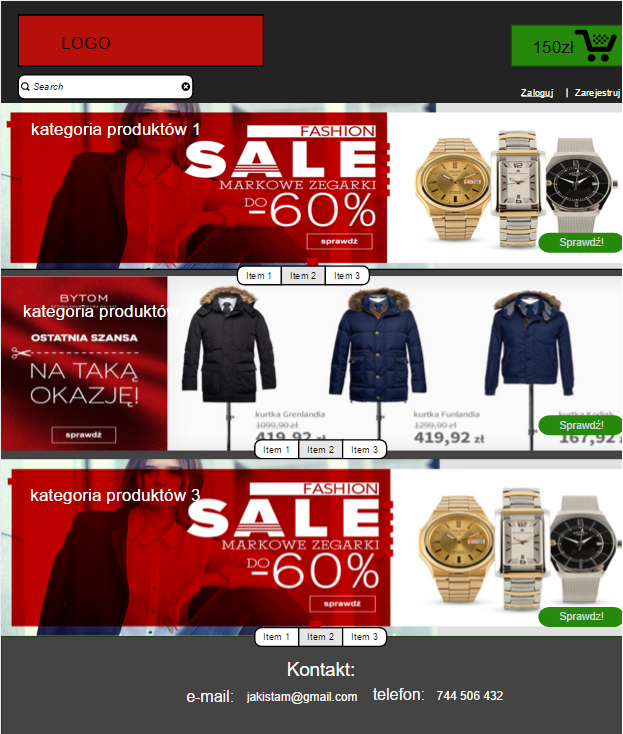 LOGO
150zł
Search
Zaloguj | Zarejestruj
kategoria produktów 1
FASHION
SALE
MARKOWE ZEGARKI
DO
-60%
sprawdź
Sprawdź!
Item 1 Item 2 Item 3
BYTOM
kategoria produktów
OSTATNIA SZANSA
NA TAKĄ
OKAZJĘ!
sprawdź
kurtka Grenlandia
1099,90 zł
419,92 zł
kurtka Funlandia
1299,90 zł
419,92 zł
kurtka Kodiak
167,92 zł
Sprawdź!
Item 1 Item 2 Item 3
kategoria produktów 3
FASHION
SALE
MARKOWE ZEGARKI
DO
-60%
sprawdź
Sprawdź!
Item 1 Item 2 Item 3
Kontakt:
e-mail: jakistam@gmail.com telefon: 744 506 432